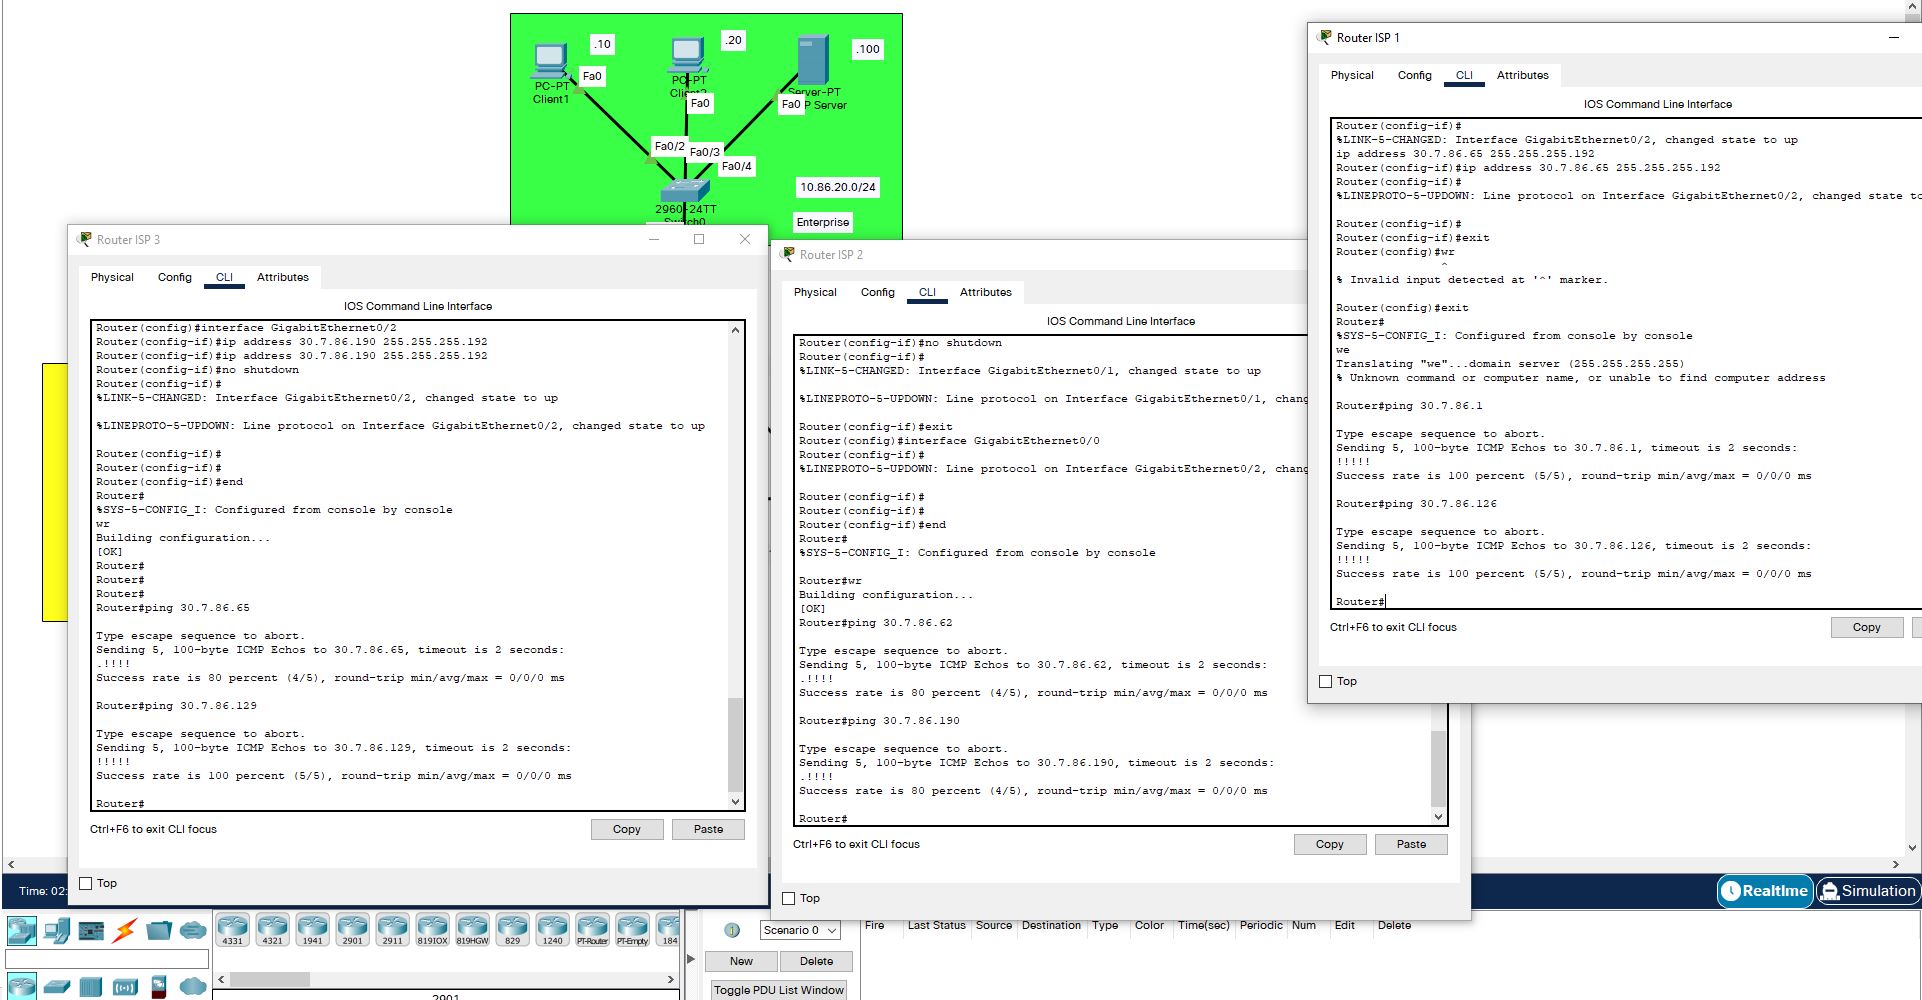 .10
.20
.100
Fa0
PC-PT
Client1
PC-PT
Fa0
Server-PT
Fa0
P Server
Fa0/2
Fa0/3
Fa0/4
10.86.20.0/24
2960-24TT
Switch0
Enterprise
Router ISP 3
Physical Config CLI Attributes
IOS Command Line Interface
Router(config)#interface GigabitEthernet0/2
Router(config-if)#ip address 30.7.86.190 255.255.255.192
Router(config-if)#ip address 30.7.86.190 255.255.255.192
Router(config-if)#no shutdown
Router(config-if)#
%LINK-5-CHANGED: Interface GigabitEthernet0/2, changed state to up
%LINEPROTO-5-UPDOWN: Line protocol on Interface GigabitEthernet0/2, changed state to up
Router(config-if)#
Router(config-if)#
Router(config-if)#end
Router#
%SYS-5-CONFIG_I: Configured from console by console
wr
Building configuration...
[OK]
Router#
Router#
Router#
Router#ping 30.7.86.65
Type escape sequence to abort.
Sending 5, 100-byte ICMP Echos to 30.7.86.65, timeout is 2 seconds:
.!!!!
Success rate is 80 percent (4/5), round-trip min/avg/max = 0/0/0 ms
Router#ping 30.7.86.129
Type escape sequence to abort.
Sending 5, 100-byte ICMP Echos to 30.7.86.129, timeout is 2 seconds:
!!!!!
Success rate is 100 percent (5/5), round-trip min/avg/max = 0/0/0 ms
Router#
Ctrl+F6 to exit CLI focus
Copy Paste
Top
Router ISP 2
Physical Config CLI Attributes
IOS Command Line Interface
Router(config-if)#no shutdown
Router(config-if)#
%LINK-5-CHANGED: Interface GigabitEthernet0/1, changed state to up
%LINEPROTO-5-UPDOWN: Line protocol on Interface GigabitEthernet0/1, chang
Router(config-if)#exit
Router(config)#interface GigabitEthernet0/0
Router(config-if)#
%LINEPROTO-5-UPDOWN: Line protocol on Interface GigabitEthernet0/2, chang
Router(config-if)#
Router(config-if)#
Router(config-if)#end
Router#
%SYS-5-CONFIG_I: Configured from console by console
Router#wr
Building configuration...
[OK]
Router#ping 30.7.86.62
Type escape sequence to abort.
Sending 5, 100-byte ICMP Echos to 30.7.86.62, timeout is 2 seconds:
.!!!!
Success rate is 80 percent (4/5), round-trip min/avg/max = 0/0/0 ms
Router#ping 30.7.86.190
Type escape sequence to abort.
Sending 5, 100-byte ICMP Echos to 30.7.86.190, timeout is 2 seconds:
.!!!!
Success rate is 80 percent (4/5), round-trip min/avg/max = 0/0/0 ms
Router#
Ctrl+F6 to exit CLI focus
Copy Paste
Top
Router ISP 1
Physical Config CLI Attributes
IOS Command Line Interface
Router(config-if)#
%LINK-5-CHANGED: Interface GigabitEthernet0/2, changed state to up
ip address 30.7.86.65 255.255.255.192
Router(config-if)#ip address 30.7.86.65 255.255.255.192
Router(config-if)#
%LINEPROTO-5-UPDOWN: Line protocol on Interface GigabitEthernet0/2, changed state to
Router(config-if)#
Router(config-if)#exit
Router(config)#wr
^
% Invalid input detected at '^' marker.
Router(config)#exit
Router#
%SYS-5-CONFIG_I: Configured from console by console
we
Translating "we"...domain server (255.255.255.255)
% Unknown command or computer name, or unable to find computer address
Router#ping 30.7.86.1
Type escape sequence to abort.
Sending 5, 100-byte ICMP Echos to 30.7.86.1, timeout is 2 seconds:
!!!!!
Success rate is 100 percent (5/5), round-trip min/avg/max = 0/0/0 ms
Router#ping 30.7.86.126
Type escape sequence to abort.
Sending 5, 100-byte ICMP Echos to 30.7.86.126, timeout is 2 seconds:
!!!!!
Success rate is 100 percent (5/5), round-trip min/avg/max = 0/0/0 ms
Router#
Ctrl+F6 to exit CLI focus
Copy
Top
Time: 02:
Realtime Simulation
4331 4321 1941 2901 2911 819IOX 819HGW 829 1240 PT-Router PT-Empty 184
2901
Scenario 0
New Delete
Toggle PDU List Window
Fire Last Status Source Destination Type Color Time(sec) Periodic Num Edit Delete